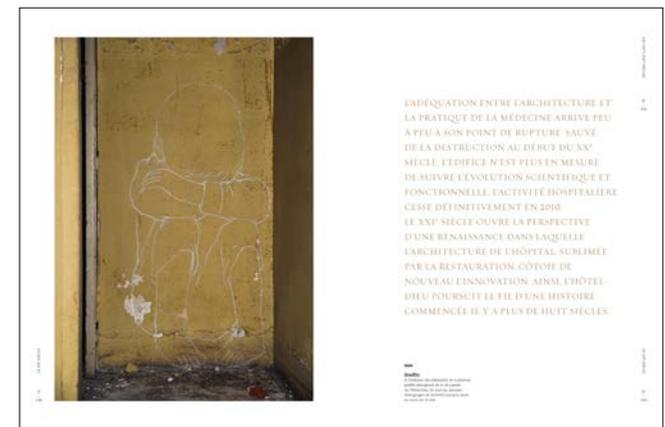 L'ADÉQUATION ENTRE L'ARCHITECTURE ET
LA PRATIQUE DE LA MÉDECINE ARRIVE PEU
À PEU À SON POINT DE RUPTURE. SAUVÉ
DE LA DESTRUCTION AU DÉBUT DU XXE
SIÈCLE, L'ÉDIFICE N'EST PLUS EN MESURE
DE SUIVRE L'ÉVOLUTION SCIENTIFIQUE ET
FONCTIONNELLE. L'ACTIVITÉ HOSPITALIÈRE
CESSE DÉFINITIVEMENT EN 2010.
LE XXIE SIÈCLE OUVRE LA PERSPECTIVE
D'UNE RENAISSANCE DANS LAQUELLE
L'ARCHITECTURE DE L'HÔPITAL, SUBLIMÉE
PAR LA RESTAURATION, CÔTOIE DE
NOUVEAU L'INNOVATION. AINSI, L'HÔTEL-
DIEU POURSUIT LE FIL D'UNE HISTOIRE
COMMENCÉE IL Y A PLUS DE HUIT SIÈCLES.
Graffiti